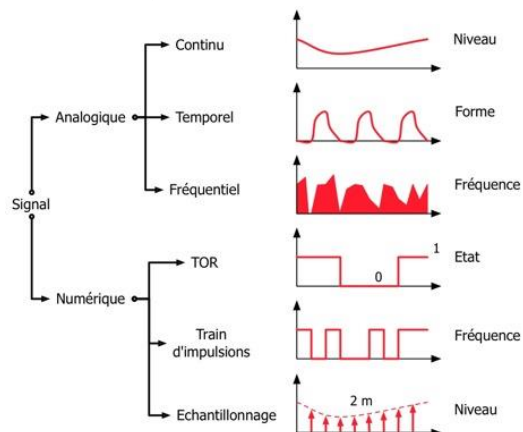 Continu
Niveau
Analogique
Temporel
Forme
Fréquentiel
Fréquence
Signal
TOR
1
Etat
0
Numérique
Train
d'impulsions
Fréquence
2 m
Echantillonnage
Niveau